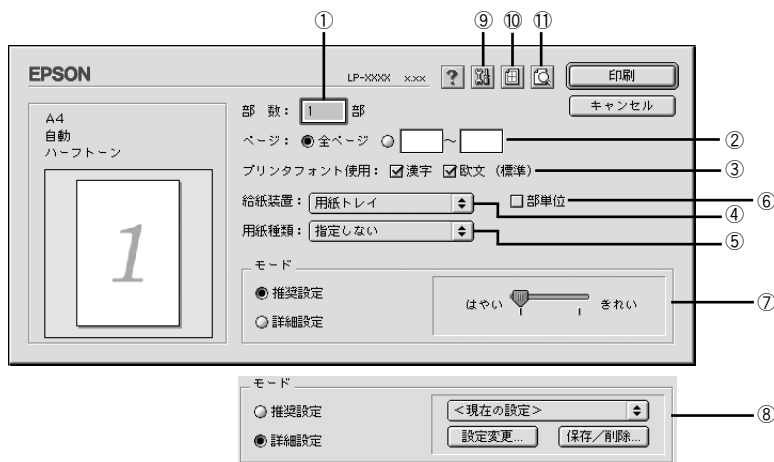 ① ⑨ ⑩ ⑪
EPSON LP-XXXX x.xx ? 印刷
キャンセル
A4
自動
ハーフトーン
1
部 数： 1 部
ページ： 全ページ ～ ②
プリンタフォント使用： 漢字 欧文 (標準) ③
給紙装置： 用紙トレイ 部単位 ⑥
④
用紙種類： 指定しない ⑤
モード
推奨設定
詳細設定
はやい きれい ⑦
モード
推奨設定
詳細設定
<現在の設定> ⑧
設定変更... 保存／削除...